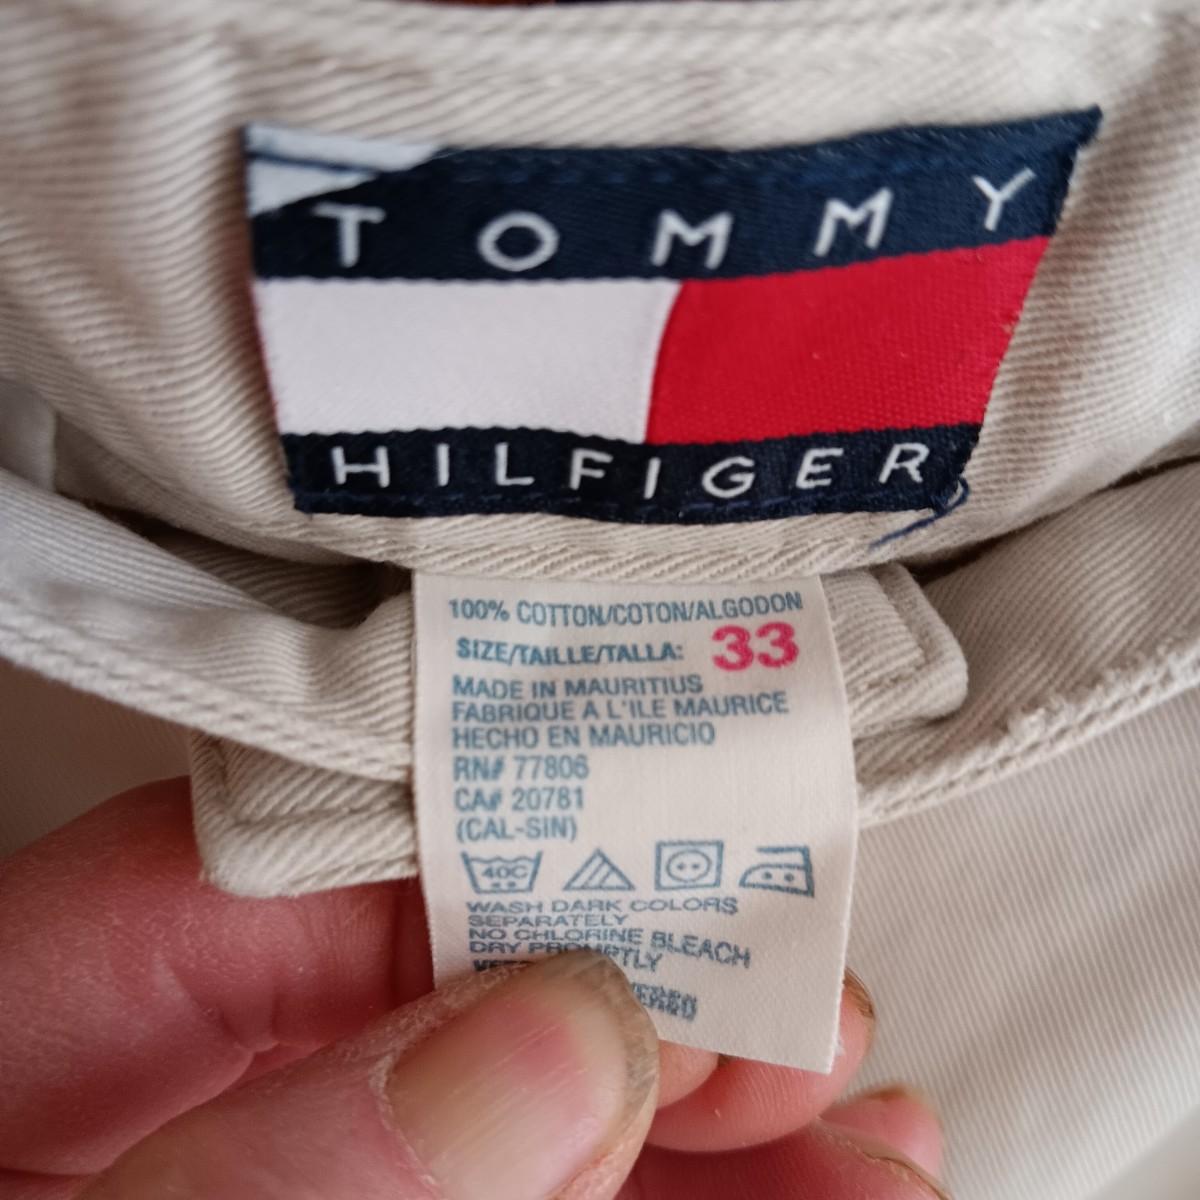 TOMMY
HILFIGER
100% COTTON/COTON/ALGODON
SIZE/TAILLE/TALLA: 33
MADE IN MAURITIUS
FABRIQUE A L'ILE MAURICE
HECHO EN MAURICIO
RN# 77806
CA# 20781
(CAL-SIN)
40C
WASH DARK COLORS
SEPARATELY
NO CHLORINE BLEACH
DRY PROMPTLY